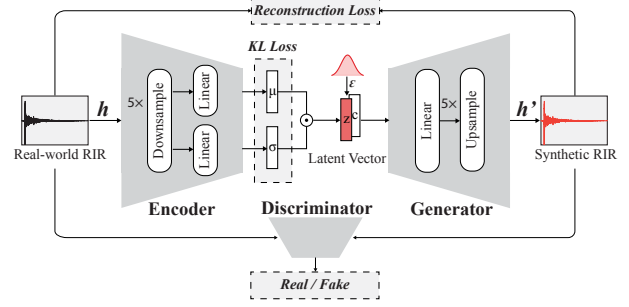 Reconstruction Loss
KL Loss
h
5×
Downsample
Linear
Linear
μ
σ
ε
z
c
Latent Vector
Linear
5×
Upsample
h'
Real-world RIR
Synthetic RIR
Encoder
Discriminator
Generator
Real / Fake